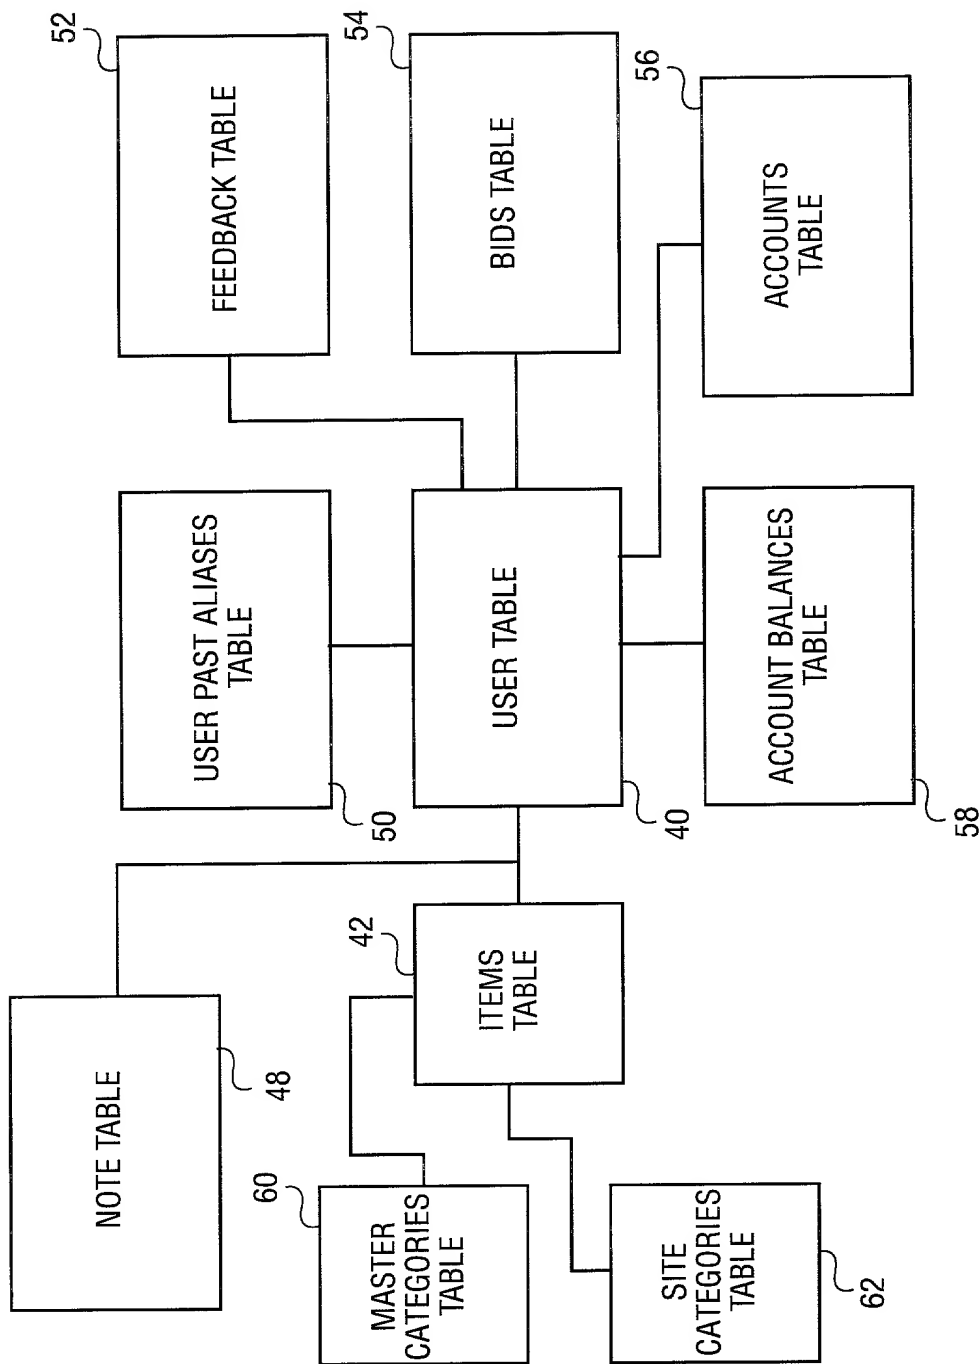 NOTE TABLE
48
USER PAST ALIASES
TABLE
50
FEEDBACK TABLE
52
MASTER
CATEGORIES
TABLE
60
ITEMS
TABLE
42
USER TABLE
40
BIDS TABLE
54
SITE
CATEGORIES
TABLE
62
ACCOUNT BALANCES
TABLE
58
ACCOUNTS
TABLE
56